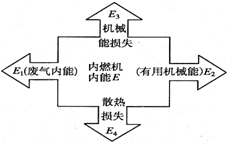 E₃
机械
能损失
E₁(废气内能)
内燃机
内能E
(有用机械能)E₂
散热
损失
E₄